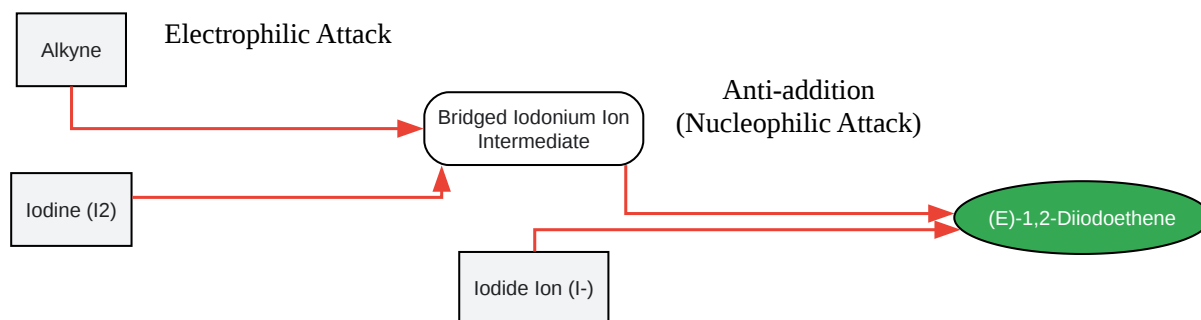 Alkyne
Electrophilic Attack
Bridged Iodonium Ion
Intermediate
Anti-addition
(Nucleophilic Attack)
Iodine (I2)
(E)-1,2-Diiodoethene
Iodide Ion (I-)